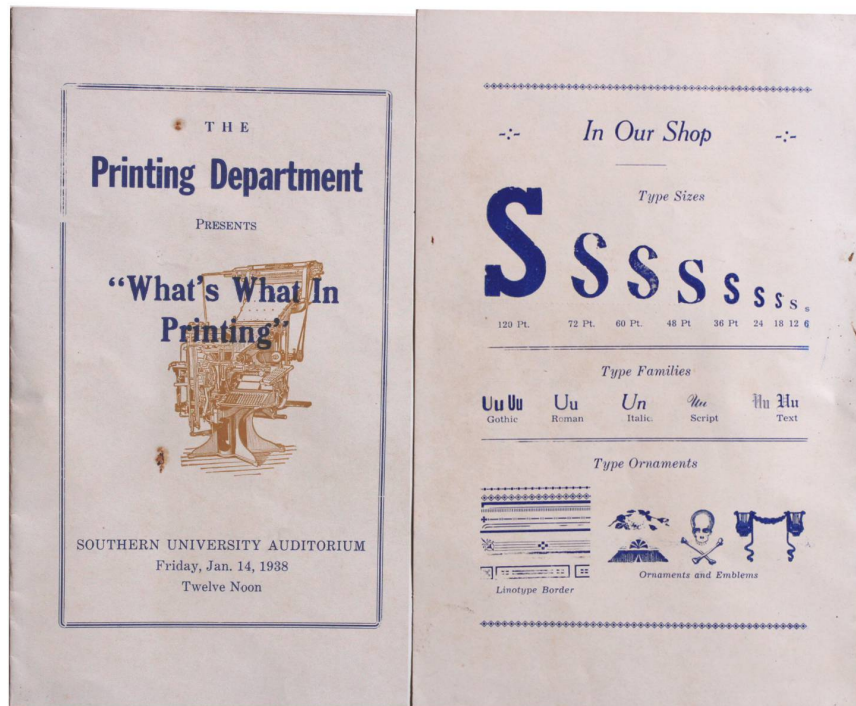 THE
Printing Department
PRESENTS
"What's What In
Printing"
SOUTHERN UNIVERSITY AUDITORIUM
Friday, Jan. 14, 1938
Twelve Noon
-:- In Our Shop -:-
Type Sizes
S S S S S S S S S
120 Pt. 72 Pt. 60 Pt. 48 Pt 36 Pt 24 18 12 6
Type Families
Uu Uu Uu Un Uu Uu Uu
Gothic Roman Italic. Script Text
Type Ornaments
Ornaments and Emblems
Linotype Border